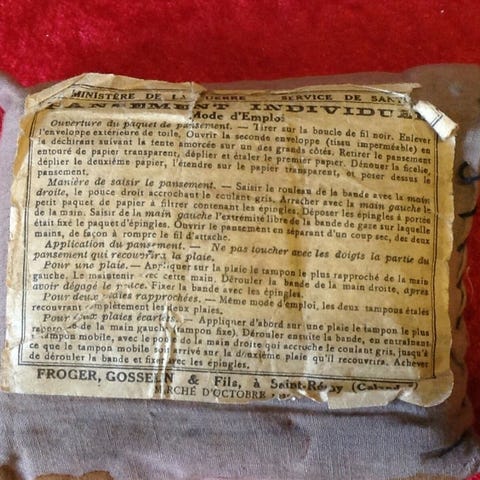 MINISTÈRE DE LA GUERRE — SERVICE DE SANTÉ
PANSEMENT INDIVIDUEL
Mode d'Emploi
Ouverture du paquet de pansement. — Tirer sur la boucle de fil noir. Enlever
l'enveloppe extérieure de toile. Ouvrir la seconde enveloppe (tissu imperméable) en
la déchirant suivant la fente amorcée sur un des grands côtés. Retirer le pansement
entouré de papier transparent, déplier et étaler le premier papier. Dénouer la ficelle,
déplier le deuxième papier, l'étendre sur le papier transparent, et poser dessus le
pansement.
Manière de saisir le pansement. — Saisir le rouleau de la bande avec la main
droite, le pouce droit accrochant le coulant gris. Arracher avec la main gauche le
petit paquet de papier à filtrer contenant les épingles. Déposer les épingles à portée
de la main. Saisir de la main gauche l'extrémité libre de la bande de gaze sur laquelle
était fixé le paquet d'épingles. Ouvrir le pansement en séparant d'un coup sec, des deux
mains, de façon à rompre le fil d'attache.
Application du pansement. — Ne pas toucher avec les doigts la partie du
pansement qui recouvrira la plaie.
Pour une plaie. — Appliquer sur la plaie le tampon le plus rapproché de la main
gauche. Le maintenir avec cette main. Dérouler la bande de la main droite, après
avoir dégagé le pouce. Fixer la bande avec les épingles.
Pour deux plaies rapprochées. — Même mode d'emploi, les deux tampons étalés
recouvrant complètement les deux plaies.
Pour deux plaies écartées. — Appliquer d'abord sur une plaie le tampon le plus
rapproché de la main gauche (tampon fixe). Dérouler ensuite la bande, en entraînant
le tampon mobile, avec le pouce de la main droite qui accroche le coulant gris, jusqu'à
ce que le tampon mobile soit arrivé sur la deuxième plaie qu'il recouvrira. Achever
de dérouler la bande et fixer avec les épingles.
FROGER, GOSSELIN & Fils, à Saint-Rémy (Calvados)
MARCHÉ D'OCTOBRE